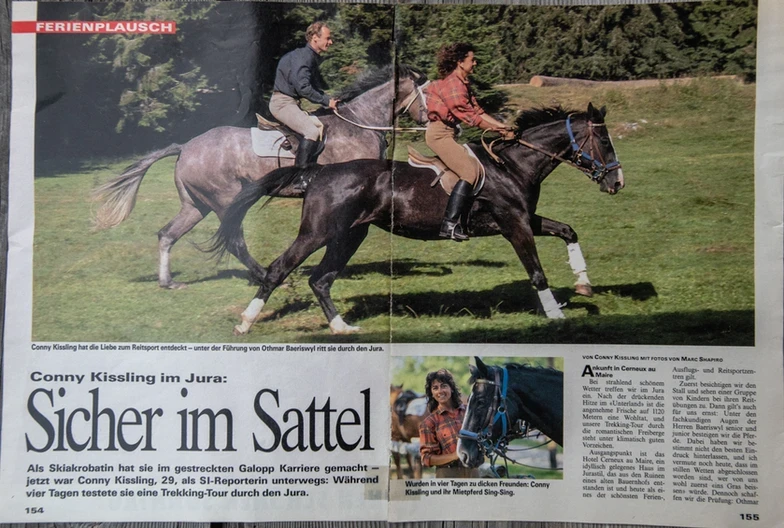 FERIENPLAUSCH
Conny Kissling hat die Liebe zum Reitsport entdeckt – unter der Führung von Othmar Baeriswyl ritt sie durch den Jura.
Conny Kissling im Jura:
Sicher im Sattel
Als Skiakrobatin hat sie im gestreckten Galopp Karriere gemacht –
jetzt war Conny Kissling, 29, als SI-Reporterin unterwegs: Während
vier Tagen testete sie eine Trekking-Tour durch den Jura.
154
Wurden in vier Tagen zu dicken Freunden: Conny
Kissling und ihr Mietpferd Sing-Sing.
VON CONNY KISSLING MIT FOTOS VON MARC SHAPIRO
Ankunft in Cerneux au
Maire
Bei strahlend schönem
Wetter treffen wir im Jura
ein. Nach der drückenden
Hitze im «Unterland» ist die
angenehme Frische auf 1120
Metern eine Wohltat, und
unsere Trekking-Tour durch
die romantischen Freiberge
steht unter klimatisch guten
Vorzeichen.
Ausgangspunkt ist das
Hotel Cerneux au Maire, ein
idyllisch gelegenes Haus im
Jurastil, das aus den Ruinen
eines alten Bauernhofs ent-
standen ist und heute als ei-
nes der schönsten Ferien-,
Ausflugs- und Reitsportzen-
tren gilt.
Zuerst besichtigen wir den
Stall und sehen einer Gruppe
von Kindern bei ihren Reit-
übungen zu. Dann gilt's auch
für uns ernst: Unter den
fachkundigen Augen der
Herren Baeriswyl senior und
junior besteigen wir die Pfer-
de. Dabei haben wir be-
stimmt nicht den besten Ein-
druck hinterlassen, und ich
vermute noch heute, dass im
stillen Wetten abgeschlossen
worden sind, wer von uns
wohl zuerst «ins Gras beis-
sen» würde. Dennoch schaf-
fen wir die Prüfung: Othmar
155